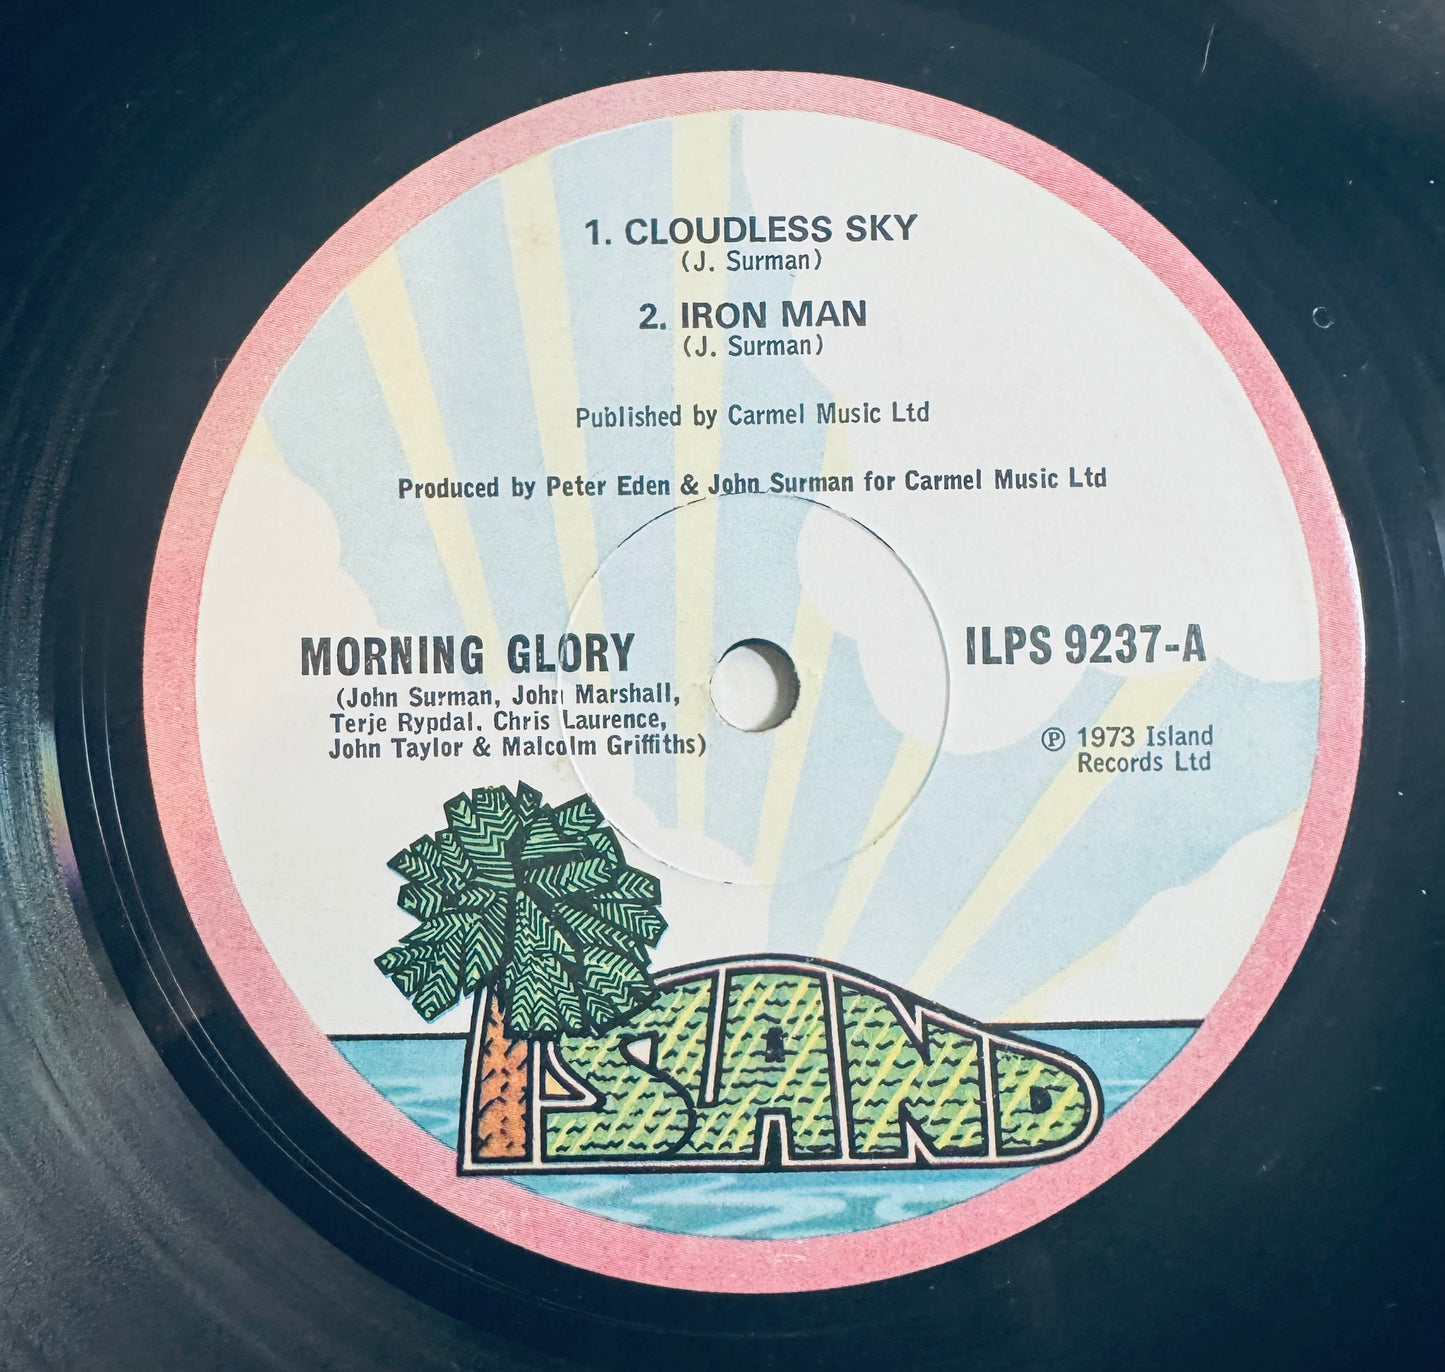 1. CLOUDLESS SKY
(J. Surman)
2. IRON MAN
(J. Surman)
Published by Carmel Music Ltd
Produced by Peter Eden & John Surman for Carmel Music Ltd
MORNING GLORY
(John Surman, John Marshall,
Terje Rypdal, Chris Laurence,
John Taylor & Malcolm Griffiths)
ILPS 9237-A
Ⓟ 1973 Island
Records Ltd
ISLAND